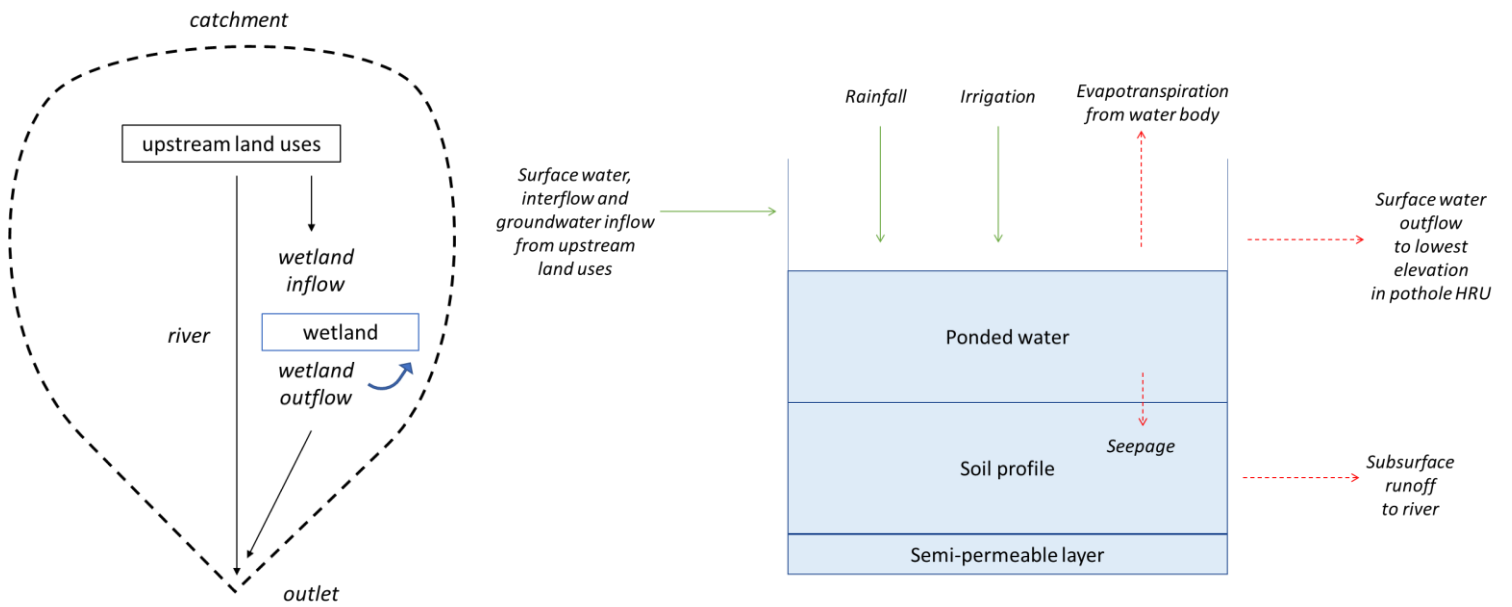 catchment
upstream land uses
wetland
inflow
river
wetland
wetland
outflow
outlet
Surface water,
interflow and
groundwater inflow
from upstream
land uses
Rainfall
Irrigation
Evapotranspiration
from water body
Ponded water
Seepage
Soil profile
Semi-permeable layer
Surface water
outflow
to lowest
elevation
in pothole HRU
Subsurface
runoff
to river